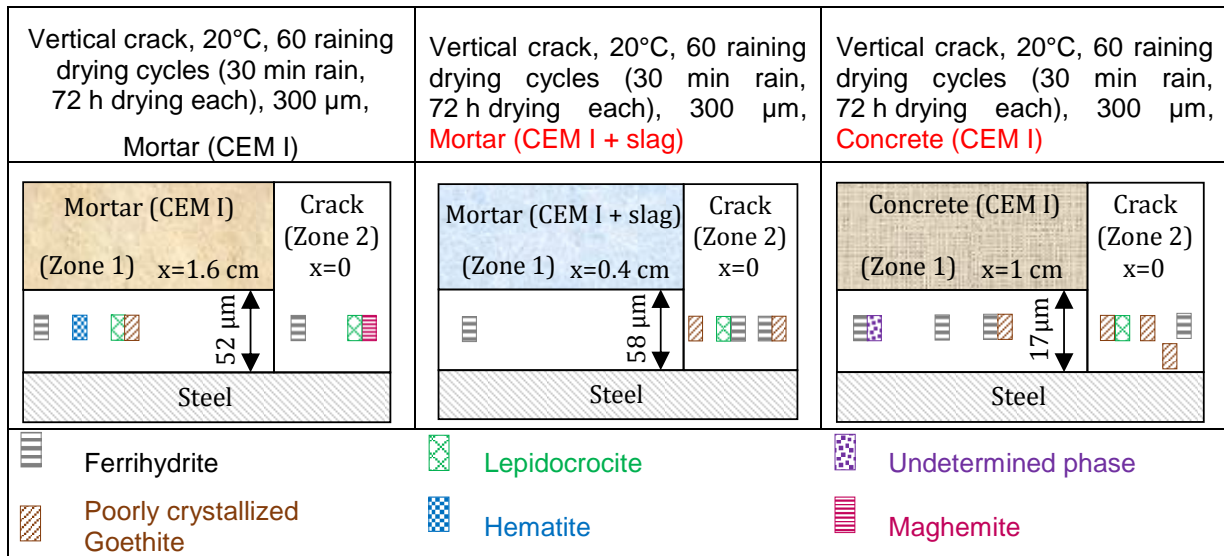 Vertical crack, 20°C, 60 raining
drying cycles (30 min rain,
72 h drying each), 300 µm,
Mortar (CEM I)
Vertical crack, 20°C, 60 raining
drying cycles (30 min rain,
72 h drying each), 300 µm,
Mortar (CEM I + slag)
Vertical crack, 20°C, 60 raining
drying cycles (30 min rain,
72 h drying each), 300 µm,
Concrete (CEM I)
Mortar (CEM I)
(Zone 1) x=1.6 cm
Crack
(Zone 2)
x=0
52 µm
Steel
Mortar (CEM I + slag)
(Zone 1) x=0.4 cm
Crack
(Zone 2)
x=0
58 µm
Steel
Concrete (CEM I)
(Zone 1) x=1 cm
Crack
(Zone 2)
x=0
17µm
Steel
Ferrihydrite
Lepidocrocite
Undetermined phase
Poorly crystallized
Goethite
Hematite
Maghemite